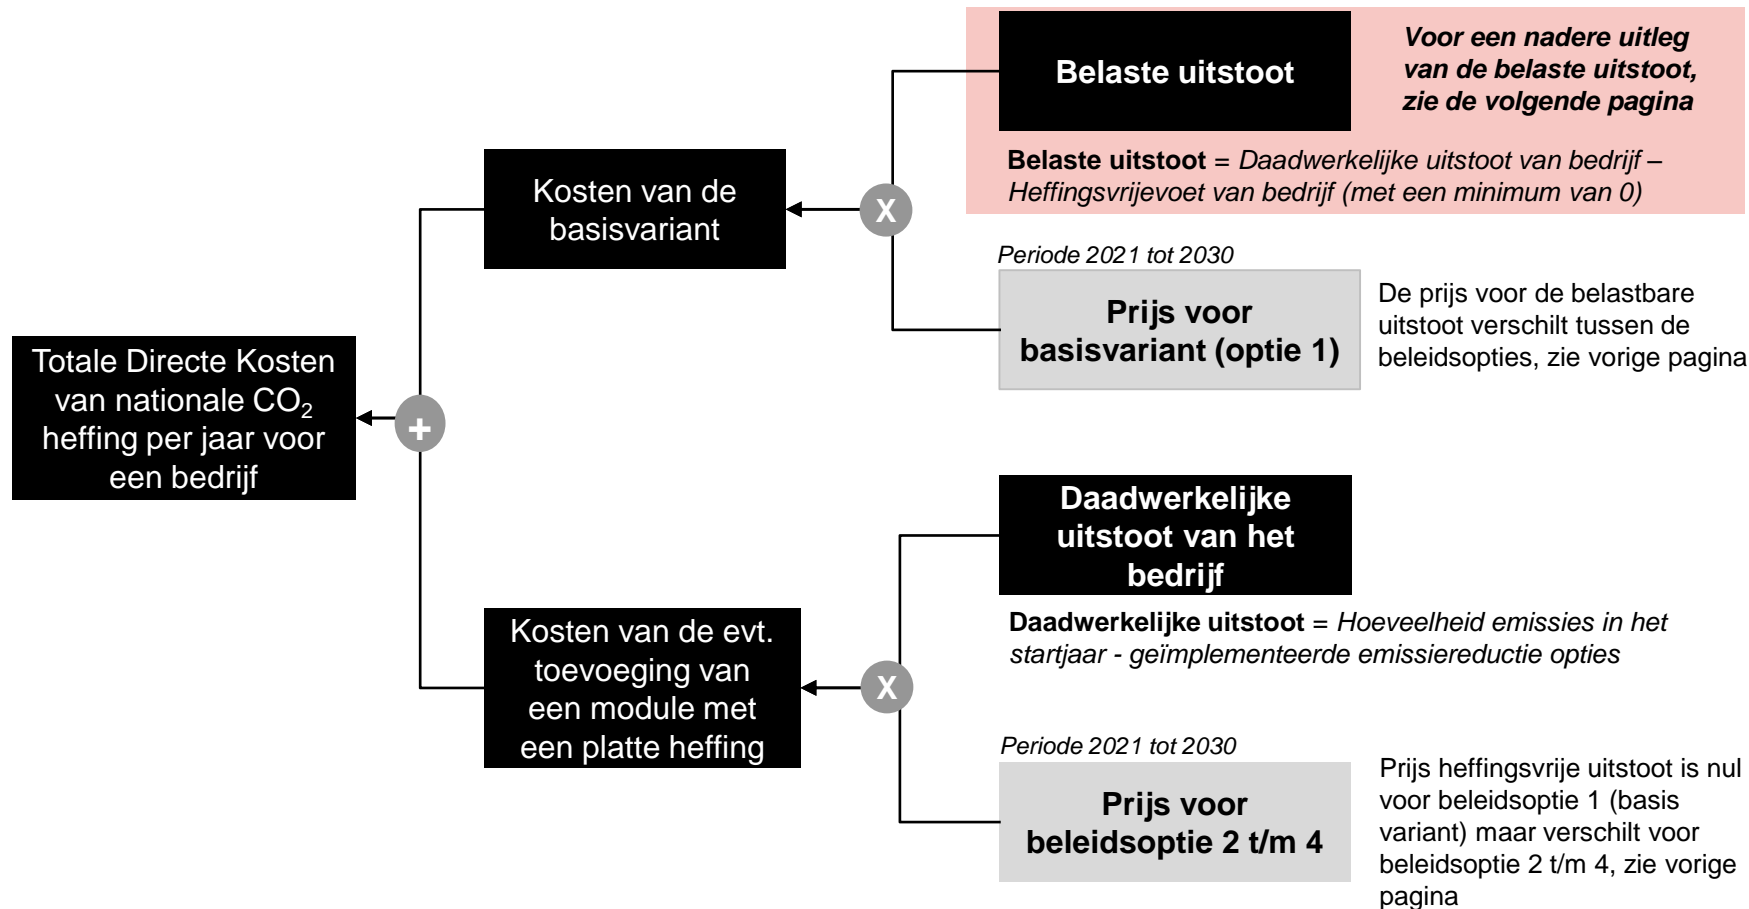 Belaste uitstoot
Voor een nadere uitleg
van de belaste uitstoot,
zie de volgende pagina
Belaste uitstoot = Daadwerkelijke uitstoot van bedrijf –
Heffingsvrijevoet van bedrijf (met een minimum van 0)
Kosten van de
basisvariant
X
Periode 2021 tot 2030
Prijs voor
basisvariant (optie 1)
De prijs voor de belastbare
uitstoot verschilt tussen de
beleidsopties, zie vorige pagina
Totale Directe Kosten
van nationale CO₂
heffing per jaar voor
een bedrijf
+
Daadwerkelijke
uitstoot van het
bedrijf
Daadwerkelijke uitstoot = Hoeveelheid emissies in het
startjaar - geïmplementeerde emissiereductie opties
Kosten van de evt.
toevoeging van
een module met
een platte heffing
X
Periode 2021 tot 2030
Prijs voor
beleidsoptie 2 t/m 4
Prijs heffingsvrije uitstoot is nul
voor beleidsoptie 1 (basis
variant) maar verschilt voor
beleidsoptie 2 t/m 4, zie vorige
pagina